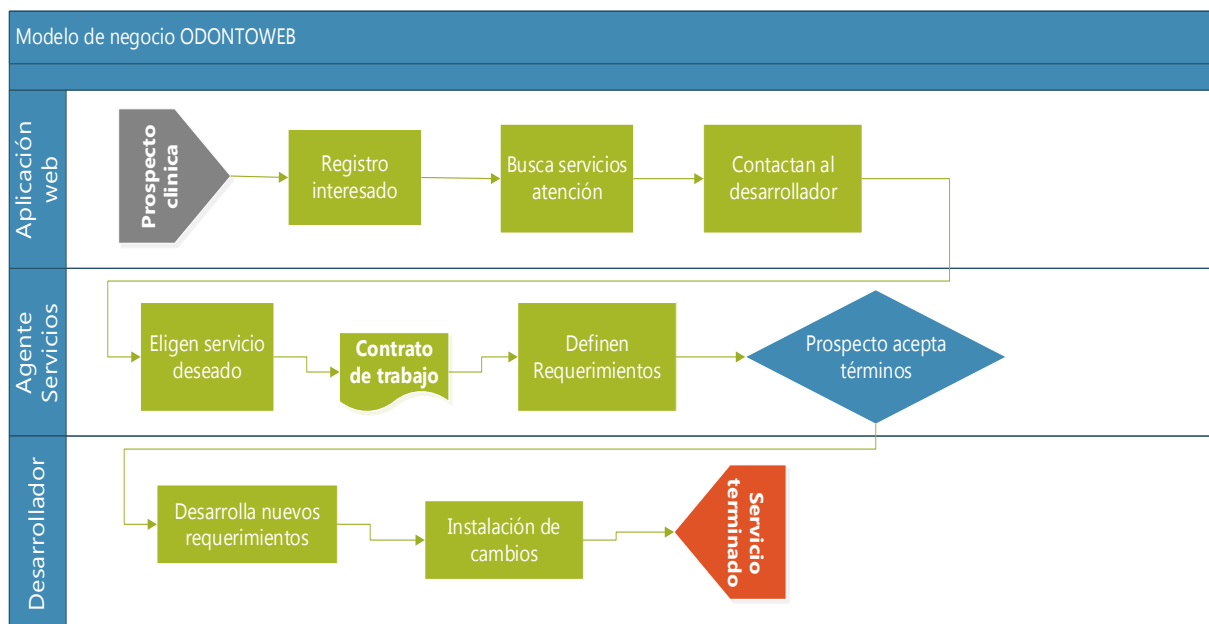 Modelo de negocio ODONTOWEB
Aplicación
web
Prospecto
clinica
Registro
interesado
Busca servicios
atención
Contactan al
desarrollador
Agente
Servicios
Eligen servicio
deseado
Contrato
de trabajo
Definen
Requerimientos
Prospecto acepta
términos
Desarrollador
Desarrolla nuevos
requerimientos
Instalación de
cambios
Servicio
terminado